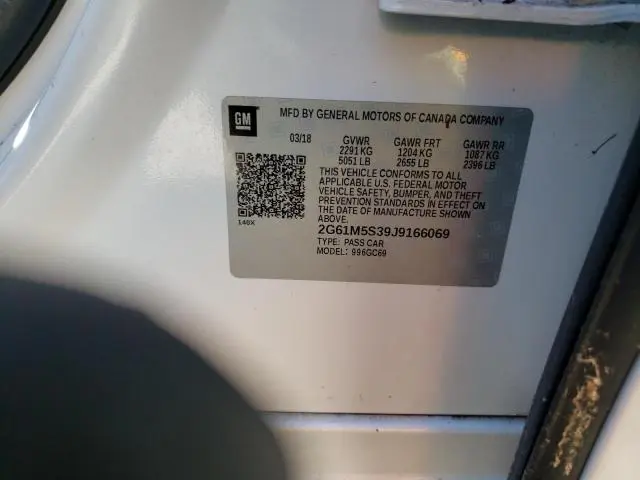 GM
MFD BY GENERAL MOTORS OF CANADA COMPANY
03/18 GVWR GAWR FRT GAWR RR
2291 KG 1204 KG 1087 KG
5051 LB 2655 LB 2396 LB
THIS VEHICLE CONFORMS TO ALL
APPLICABLE U.S. FEDERAL MOTOR
VEHICLE SAFETY, BUMPER, AND THEFT
PREVENTION STANDARDS IN EFFECT ON
THE DATE OF MANUFACTURE SHOWN
ABOVE.
2G61M5S39J9166069
TYPE: PASS CAR
MODEL: 996GC69
140X